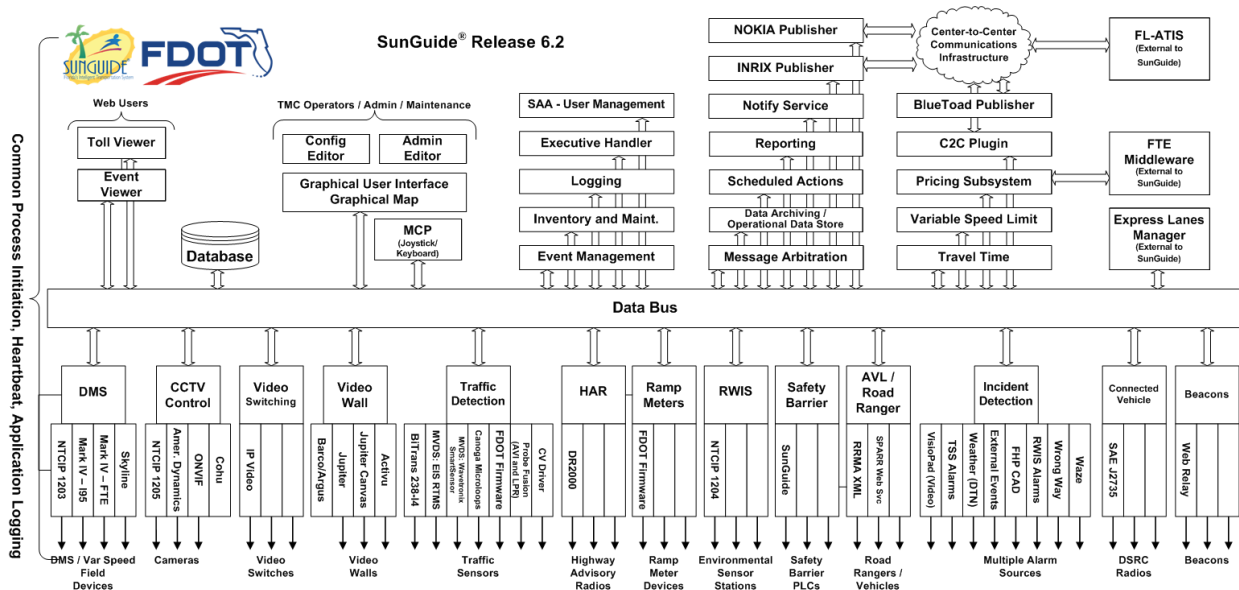 SunGuide® Release 6.2
SUNGUIDE
Florida's Intelligent Transportation System
FDOT
Common Process Initiation, Heartbeat, Application Logging
Web Users
Toll Viewer
Event
Viewer
Database
TMC Operators / Admin / Maintenance
Config
Editor
Admin
Editor
Graphical User Interface
Graphical Map
MCP
(Joystick/
Keyboard)
SAA - User Management
Executive Handler
Logging
Inventory and Maint.
Event Management
NOKIA Publisher
INRIX Publisher
Notify Service
Reporting
Scheduled Actions
Data Archiving /
Operational Data Store
Message Arbitration
Center-to-Center
Communications
Infrastructure
BlueToad Publisher
C2C Plugin
Pricing Subsystem
Variable Speed Limit
Travel Time
FL-ATIS
(External to
SunGuide)
FTE
Middleware
(External to
SunGuide)
Express Lanes
Manager
(External to
SunGuide)
Data Bus
DMS
NTCIP 1203
Mark IV – I95
Mark IV – FTE
Skyline
DMS / Var Speed
Field
Devices
CCTV
Control
NTCIP 1205
Amer. Dynamics
ONVIF
Cohu
Cameras
Video
Switching
IP Video
Video
Switches
Video
Wall
Barco/Argus
Jupiter
Jupiter Canvas
Activu
Video
Walls
Traffic
Detection
BiTrans 238-I4
MVDS: EIS RTMS
MVDS: Wavetronix
SmartSensor
Canoga Microloops
FDOT Firmware
Probe Fusion
(AVI and LPR)
CV Driver
Traffic
Sensors
HAR
DR2000
Highway
Advisory
Radios
Ramp
Meters
FDOT Firmware
Ramp
Meter
Devices
RWIS
NTCIP 1204
Environmental
Sensor
Stations
Safety
Barrier
SunGuide
Safety
Barrier
PLCs
AVL /
Road
Ranger
RRMA XML
SPARR Web Svc
Road
Rangers /
Vehicles
Incident
Detection
VisioPad (Video)
TSS Alarms
Weather (DTN)
External Events
FHP CAD
RWIS Alarms
Wrong Way
Waze
Multiple Alarm
Sources
Connected
Vehicle
SAE J2735
DSRC
Radios
Beacons
Web Relay
Beacons